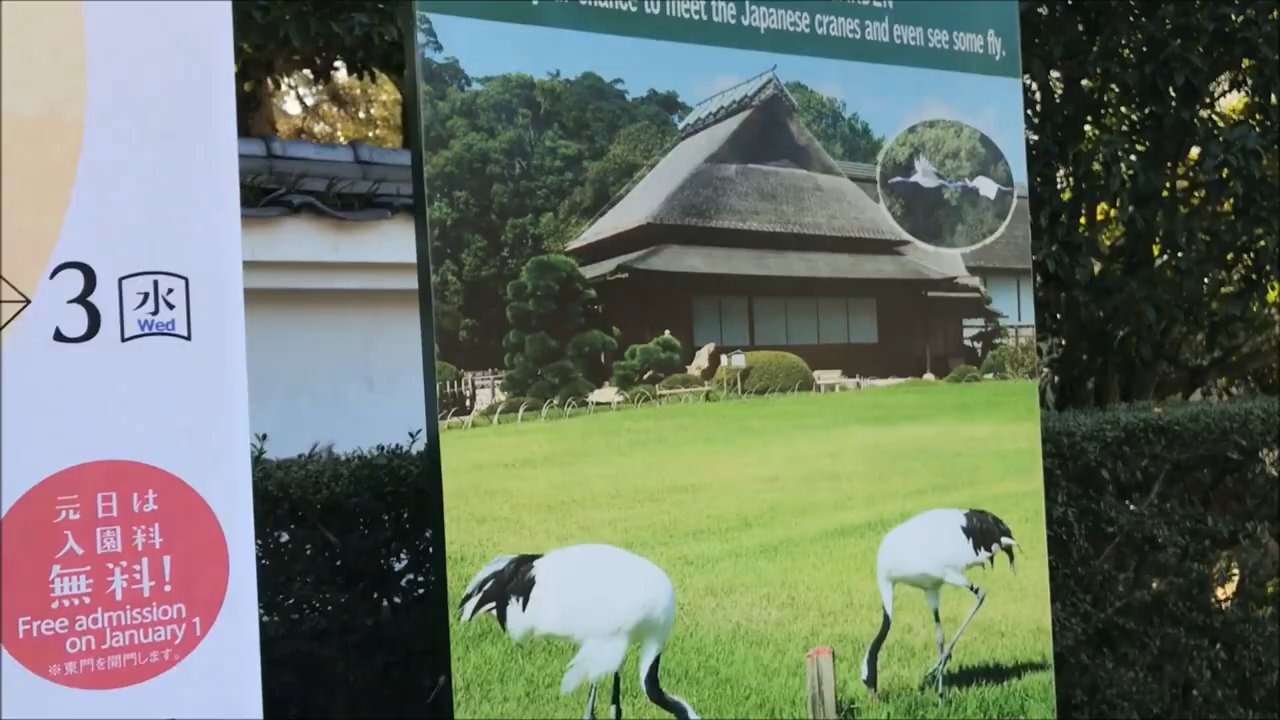 3 水
Wed
元日は
入園料
無料!
Free admission
on January 1
※東門を開門します。
chance to meet the Japanese cranes and even see some fly.